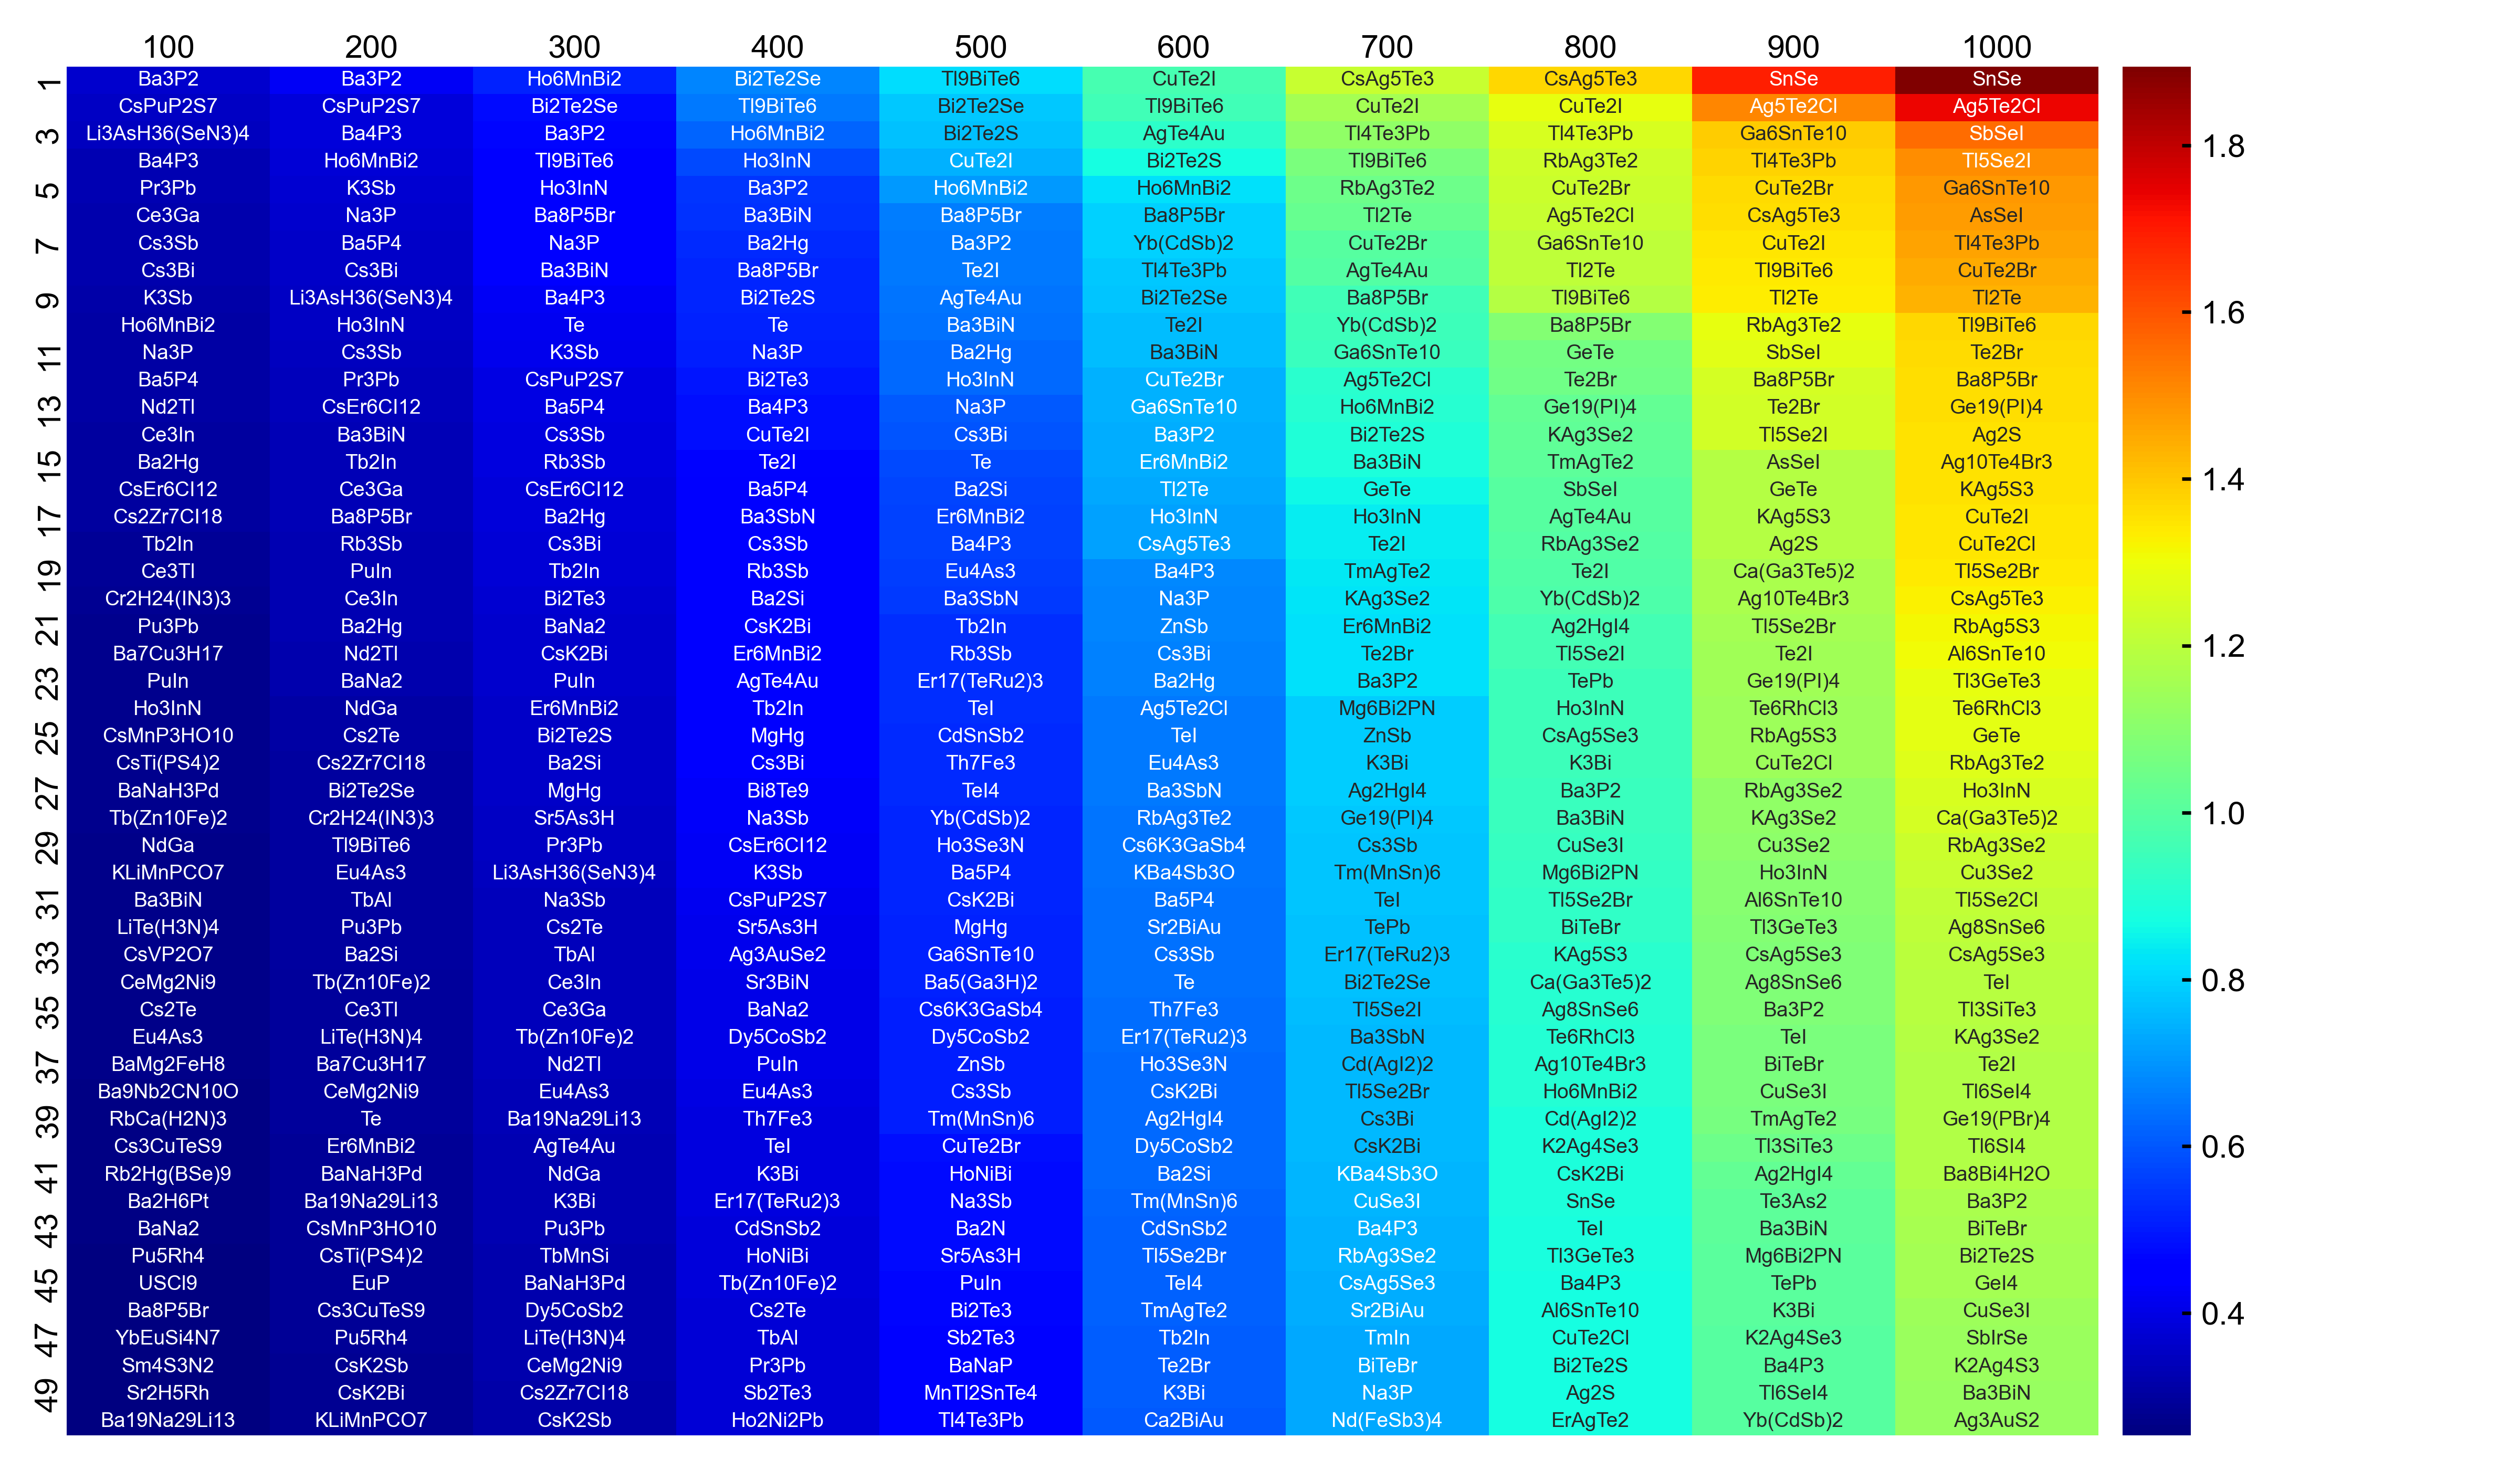 100 200 300 400 500 600 700 800 900 1000
1 Ba3P2 Ba3P2 Ho6MnBi2 Bi2Te2Se Tl9BiTe6 CuTe2I CsAg5Te3 CsAg5Te3 SnSe SnSe
CsPuP2S7 CsPuP2S7 Bi2Te2Se Tl9BiTe6 Bi2Te2Se Tl9BiTe6 CuTe2I CuTe2I Ag5Te2Cl Ag5Te2Cl
3 Li3AsH36(SeN3)4 Ba4P3 Ba3P2 Ho6MnBi2 Bi2Te2S AgTe4Au Tl4Te3Pb Tl4Te3Pb Ga6SnTe10 SbSeI 1.8
Ba4P3 Ho6MnBi2 Tl9BiTe6 Ho3InN CuTe2I Bi2Te2S Tl9BiTe6 RbAg3Te2 Tl4Te3Pb Tl5Se2I
5 Pr3Pb K3Sb Ho3InN Ba3P2 Ho6MnBi2 Ho6MnBi2 RbAg3Te2 CuTe2Br CuTe2Br Ga6SnTe10
Ce3Ga Na3P Ba8P5Br Ba3BiN Ba8P5Br Ba8P5Br Tl2Te Ag5Te2Cl CsAg5Te3 AsSeI
7 Cs3Sb Ba5P4 Na3P Ba2Hg Ba3P2 Yb(CdSb)2 CuTe2Br Ga6SnTe10 CuTe2I Tl4Te3Pb
Cs3Bi Cs3Bi Ba3BiN Ba8P5Br Te2I Tl4Te3Pb AgTe4Au Tl2Te Tl9BiTe6 CuTe2Br
9 K3Sb Li3AsH36(SeN3)4 Ba4P3 Bi2Te2S AgTe4Au Bi2Te2Se Ba8P5Br Tl9BiTe6 Tl2Te Tl2Te 1.6
Ho6MnBi2 Ho3InN Te Te Ba3BiN Te2I Yb(CdSb)2 Ba8P5Br RbAg3Te2 Tl9BiTe6
11 Na3P Cs3Sb K3Sb Na3P Ba2Hg Ba3BiN Ga6SnTe10 GeTe SbSeI Te2Br
Ba5P4 Pr3Pb CsPuP2S7 Bi2Te3 Ho3InN CuTe2Br Ag5Te2Cl Te2Br Ba8P5Br Ba8P5Br
13 Nd2Tl CsEr6CI12 Ba5P4 Ba4P3 Na3P Ga6SnTe10 Ho6MnBi2 Ge19(PI)4 Te2Br Ge19(PI)4
Ce3In Ba3BiN Cs3Sb CuTe2I Cs3Bi Ba3P2 Bi2Te2S KAg3Se2 Tl5Se2I Ag2S
15 Ba2Hg Tb2In Rb3Sb Te2I Te Er6MnBi2 Ba3BiN TmAgTe2 AsSeI Ag10Te4Br3
CsEr6CI12 Ce3Ga CsEr6CI12 Ba5P4 Ba2Si Tl2Te GeTe SbSeI GeTe KAg5S3 1.4
17 Cs2Zr7CI18 Ba8P5Br Ba2Hg Ba3SbN Er6MnBi2 Ho3InN Ho3InN AgTe4Au KAg5S3 CuTe2I
Tb2In Rb3Sb Cs3Bi Cs3Sb Ba4P3 CsAg5Te3 Te2I RbAg3Se2 Ag2S CuTe2Cl
19 Ce3Tl PuIn Tb2In Rb3Sb Eu4As3 Ba4P3 TmAgTe2 Te2I Ca(Ga3Te5)2 Tl5Se2Br
Cr2H24(IN3)3 Ce3In Bi2Te3 Ba2Si Ba3SbN Na3P KAg3Se2 Yb(CdSb)2 Ag10Te4Br3 CsAg5Te3
21 Pu3Pb Ba2Hg BaNa2 CsK2Bi Tb2In ZnSb Er6MnBi2 Ag2HgI4 Tl5Se2Br RbAg5S3
Ba7Cu3H17 Nd2Tl CsK2Bi Er6MnBi2 Rb3Sb Cs3Bi Te2Br Tl5Se2I Te2I Al6SnTe10 1.2
23 PuIn BaNa2 PuIn AgTe4Au Er17(TeRu2)3 Ba2Hg Ba3P2 TePb Ge19(PI)4 Tl3GeTe3
Ho3InN NdGa Er6MnBi2 Tb2In TeI Ag5Te2Cl Mg6Bi2PN Ho3InN Te6RhCl3 Te6RhCl3
25 CsMnP3HO10 Cs2Te Bi2Te2S MgHg CdSnSb2 TeI ZnSb CsAg5Se3 RbAg5S3 GeTe
CsTi(PS4)2 Cs2Zr7CI18 Ba2Si Cs3Bi Th7Fe3 Eu4As3 K3Bi K3Bi CuTe2Cl RbAg3Te2
27 BaNaH3Pd Bi2Te2Se MgHg Bi8Te9 TeI4 Ba3SbN Ag2HgI4 Ba3P2 RbAg3Se2 Ho3InN
Tb(Zn10Fe)2 Cr2H24(IN3)3 Sr5As3H Na3Sb Yb(CdSb)2 RbAg3Te2 Ge19(PI)4 Ba3BiN KAg3Se2 Ca(Ga3Te5)2 1.0
29 NdGa Tl9BiTe6 Pr3Pb CsEr6CI12 Ho3Se3N Cs6K3GaSb4 Cs3Sb CuSe3I Cu3Se2 RbAg3Se2
KLiMnPCO7 Eu4As3 Li3AsH36(SeN3)4 K3Sb Ba5P4 KBa4Sb3O Tm(MnSn)6 Mg6Bi2PN Ho3InN Cu3Se2
31 Ba3BiN TbAl Na3Sb CsPuP2S7 CsK2Bi Ba5P4 TeI Tl5Se2Br Al6SnTe10 Tl5Se2Cl
LiTe(H3N)4 Pu3Pb Cs2Te Sr5As3H MgHg Sr2BiAu TePb BiTeBr Tl3GeTe3 Ag8SnSe6
33 CsVP2O7 Ba2Si TbAl Ag3AuSe2 Ga6SnTe10 Cs3Sb Er17(TeRu2)3 KAg5S3 CsAg5Se3 CsAg5Se3
CeMg2Ni9 Tb(Zn10Fe)2 Ce3In Sr3BiN Ba5(Ga3H)2 Te Bi2Te2Se Ca(Ga3Te5)2 Ag8SnSe6 TeI 0.8
35 Cs2Te Ce3Tl Ce3Ga BaNa2 Cs6K3GaSb4 Th7Fe3 Tl5Se2I Ag8SnSe6 Ba3P2 Tl3SiTe3
Eu4As3 LiTe(H3N)4 Tb(Zn10Fe)2 Dy5CoSb2 Dy5CoSb2 Er17(TeRu2)3 Ba3SbN Te6RhCl3 TeI KAg3Se2
37 BaMg2FeH8 Ba7Cu3H17 Nd2Tl PuIn ZnSb Ho3Se3N Cd(AgI2)2 Ag10Te4Br3 BiTeBr Te2I
Ba9Nb2CN10O CeMg2Ni9 Eu4As3 Eu4As3 Cs3Sb CsK2Bi Tl5Se2Br Ho6MnBi2 CuSe3I Tl6SeI4
39 RbCa(H2N)3 Te Ba19Na29Li13 Th7Fe3 Tm(MnSn)6 Ag2HgI4 Cs3Bi Cd(AgI2)2 TmAgTe2 Ge19(PBr)4
Cs3CuTeS9 Er6MnBi2 AgTe4Au TeI CuTe2Br Dy5CoSb2 CsK2Bi K2Ag4Se3 Tl3SiTe3 Tl6SI4 0.6
41 Rb2Hg(BSe)9 BaNaH3Pd NdGa K3Bi HoNiBi Ba2Si KBa4Sb3O CsK2Bi Ag2HgI4 Ba8Bi4H2O
Ba2H6Pt Ba19Na29Li13 K3Bi Er17(TeRu2)3 Na3Sb Tm(MnSn)6 CuSe3I SnSe Te3As2 Ba3P2
43 BaNa2 CsMnP3HO10 Pu3Pb CdSnSb2 Ba2N CdSnSb2 Ba4P3 TeI Ba3BiN BiTeBr
Pu5Rh4 CsTi(PS4)2 TbMnSi HoNiBi Sr5As3H Tl5Se2Br RbAg3Se2 Tl3GeTe3 Mg6Bi2PN Bi2Te2S
45 USCl9 EuP BaNaH3Pd Tb(Zn10Fe)2 PuIn TeI4 CsAg5Se3 Ba4P3 TePb GeI4
Ba8P5Br Cs3CuTeS9 Dy5CoSb2 Cs2Te Bi2Te3 TmAgTe2 Sr2BiAu Al6SnTe10 K3Bi CuSe3I 0.4
47 YbEuSi4N7 Pu5Rh4 LiTe(H3N)4 TbAl Sb2Te3 Tb2In TmIn CuTe2Cl K2Ag4Se3 SbIrSe
Sm4S3N2 CsK2Sb CeMg2Ni9 Pr3Pb BaNaP Te2Br BiTeBr Bi2Te2S Ba4P3 K2Ag4S3
49 Sr2H5Rh CsK2Bi Cs2Zr7CI18 Sb2Te3 MnTl2SnTe4 K3Bi Na3P Ag2S Tl6SeI4 Ba3BiN
Ba19Na29Li13 KLiMnPCO7 CsK2Sb Ho2Ni2Pb Tl4Te3Pb Ca2BiAu Nd(FeSb3)4 ErAgTe2 Yb(CdSb)2 Ag3AuS2